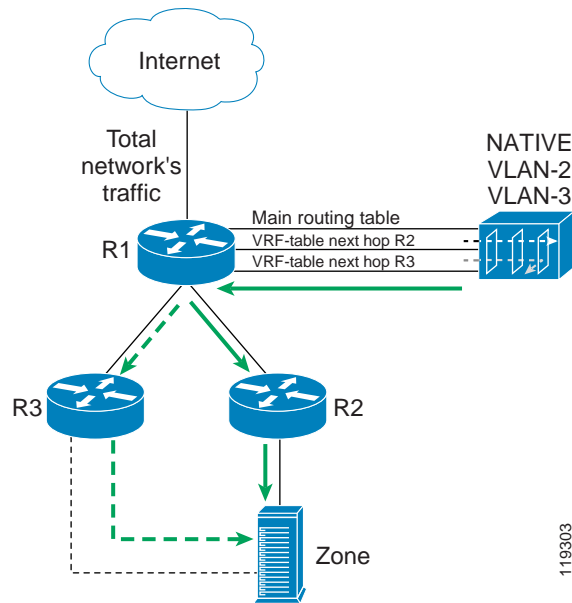 Internet
Total
network's
traffic
NATIVE
VLAN-2
VLAN-3
Main routing table
VRF-table next hop R2
VRF-table next hop R3
R1
R3
R2
Zone
119303